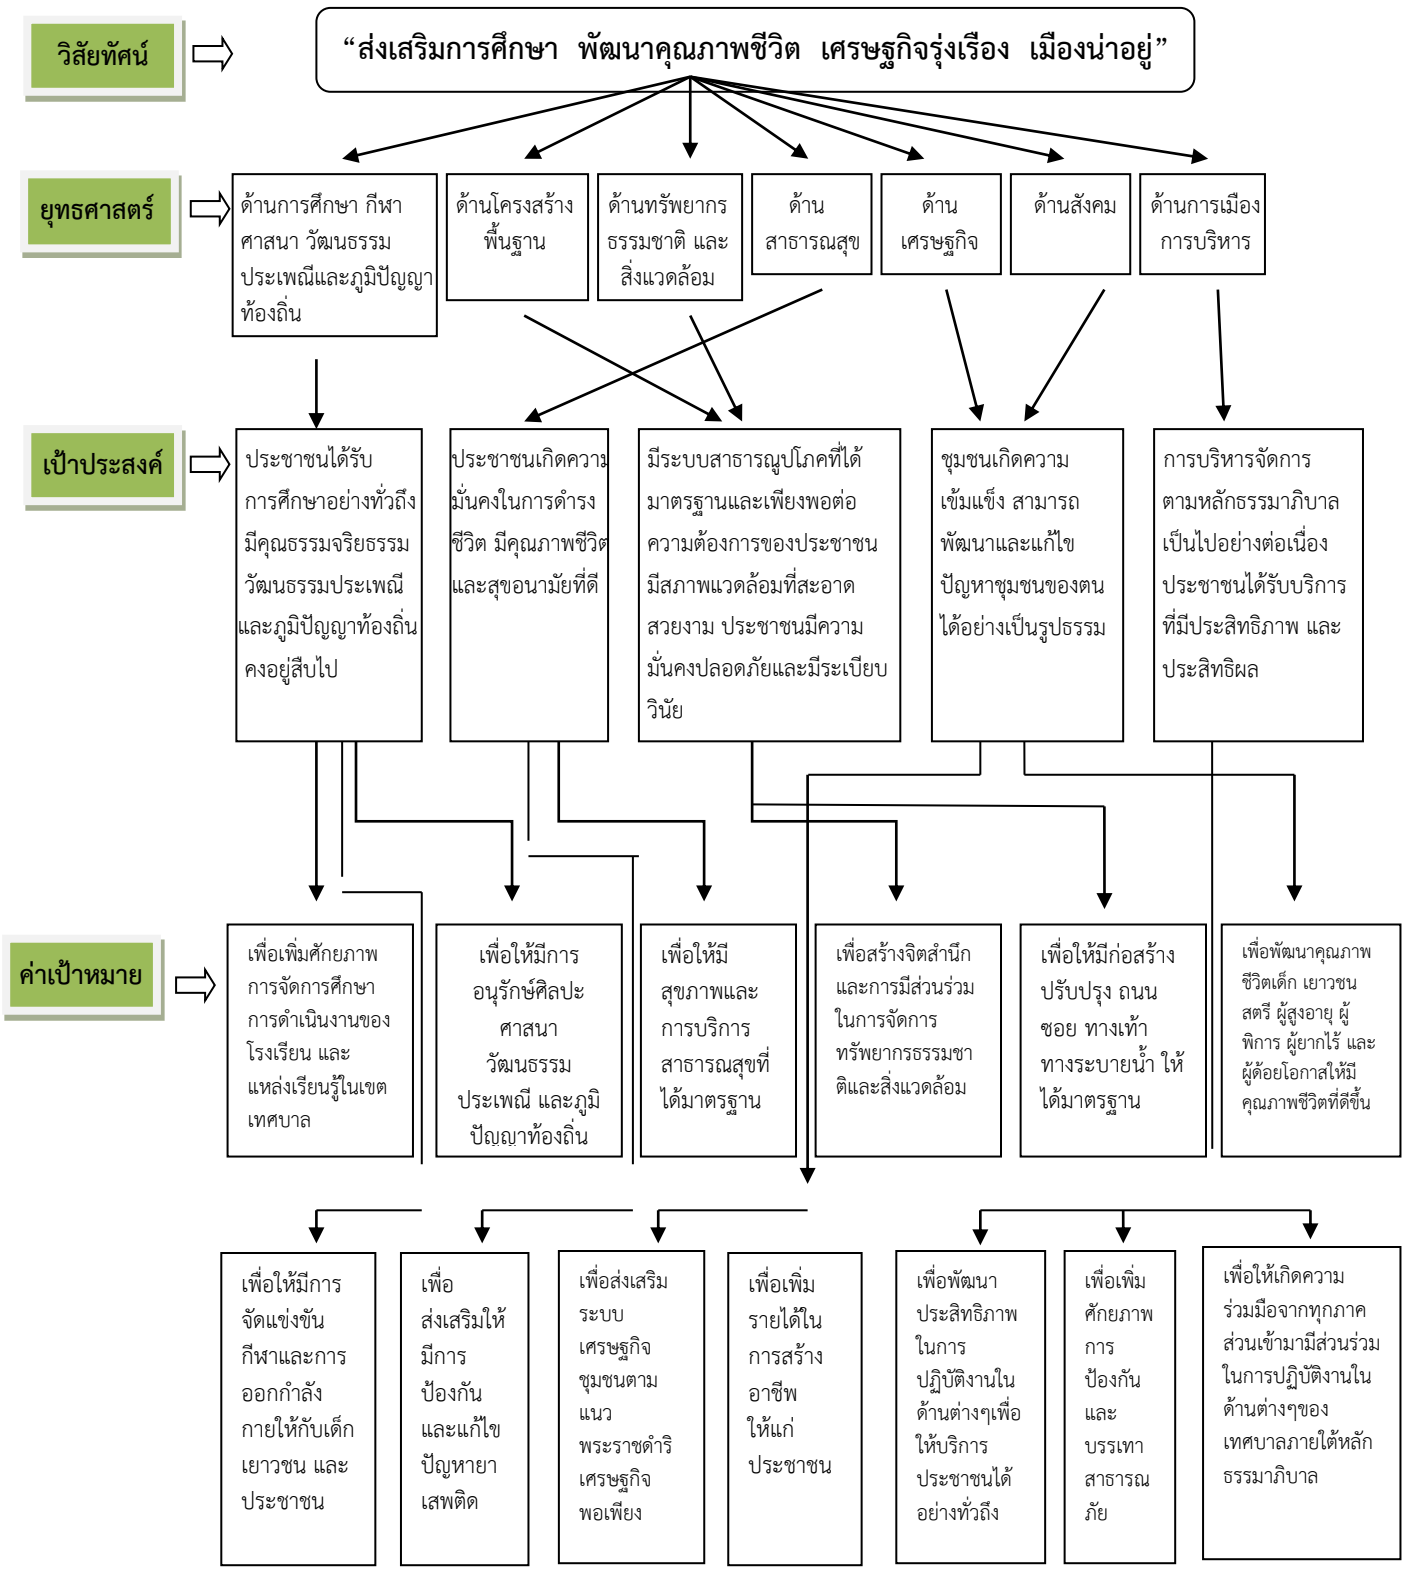 วิสัยทัศน์
“ส่งเสริมการศึกษา พัฒนาคุณภาพชีวิต เศรษฐกิจรุ่งเรือง เมืองน่าอยู่”
ยุทธศาสตร์
ด้านการศึกษา กีฬา
ศาสนา วัฒนธรรม
ประเพณีและภูมิปัญญา
ท้องถิ่น
ด้านโครงสร้าง
พื้นฐาน
ด้านทรัพยากร
ธรรมชาติ และ
สิ่งแวดล้อม
ด้าน
สาธารณสุข
ด้าน
เศรษฐกิจ
ด้านสังคม
ด้านการเมือง
การบริหาร
เป้าประสงค์
ประชาชนได้รับ
การศึกษาอย่างทั่วถึง
มีคุณธรรมจริยธรรม
วัฒนธรรมประเพณี
และภูมิปัญญาท้องถิ่น
คงอยู่สืบไป
ประชาชนเกิดความ
มั่นคงในการดำรง
ชีวิต มีคุณภาพชีวิต
และสุขอนามัยที่ดี
มีระบบสาธารณูปโภคที่ได้
มาตรฐานและเพียงพอต่อ
ความต้องการของประชาชน
มีสภาพแวดล้อมที่สะอาด
สวยงาม ประชาชนมีความ
มั่นคงปลอดภัยและมีระเบียบ
วินัย
ชุมชนเกิดความ
เข้มแข็ง สามารถ
พัฒนาและแก้ไข
ปัญหาชุมชนของตน
ได้อย่างเป็นรูปธรรม
การบริหารจัดการ
ตามหลักธรรมาภิบาล
เป็นไปอย่างต่อเนื่อง
ประชาชนได้รับบริการ
ที่มีประสิทธิภาพ และ
ประสิทธิผล
ค่าเป้าหมาย
เพื่อเพิ่มศักยภาพ
การจัดการศึกษา
การดำเนินงานของ
โรงเรียน และ
แหล่งเรียนรู้ในเขต
เทศบาล
เพื่อให้มีการ
อนุรักษ์ศิลปะ
ศาสนา
วัฒนธรรม
ประเพณี และภูมิ
ปัญญาท้องถิ่น
เพื่อให้มี
สุขภาพและ
การบริการ
สาธารณสุขที่
ได้มาตรฐาน
เพื่อสร้างจิตสำนึก
และการมีส่วนร่วม
ในการจัดการ
ทรัพยากรธรรมชา
ติและสิ่งแวดล้อม
เพื่อให้มีก่อสร้าง
ปรับปรุง ถนน
ซอย ทางเท้า
ทางระบายน้ำ ให้
ได้มาตรฐาน
เพื่อพัฒนาคุณภาพ
ชีวิตเด็ก เยาวชน
สตรี ผู้สูงอายุ ผู้
พิการ ผู้ยากไร้ และ
ผู้ด้อยโอกาสให้มี
คุณภาพชีวิตที่ดีขึ้น
เพื่อให้มีการ
จัดแข่งขัน
กีฬาและการ
ออกกำลัง
กายให้กับเด็ก
เยาวชน และ
ประชาชน
เพื่อ
ส่งเสริมให้
มีการ
ป้องกัน
และแก้ไข
ปัญหายา
เสพติด
เพื่อส่งเสริม
ระบบ
เศรษฐกิจ
ชุมชนตาม
แนว
พระราชดำริ
เศรษฐกิจ
พอเพียง
เพื่อเพิ่ม
รายได้ใน
การสร้าง
อาชีพ
ให้แก่
ประชาชน
เพื่อพัฒนา
ประสิทธิภาพ
ในการ
ปฏิบัติงานใน
ด้านต่างๆเพื่อ
ให้บริการ
ประชาชนได้
อย่างทั่วถึง
เพื่อเพิ่ม
ศักยภาพ
การ
ป้องกัน
และ
บรรเทา
สาธารณ
ภัย
เพื่อให้เกิดความ
ร่วมมือจากทุกภาค
ส่วนเข้ามามีส่วนร่วม
ในการปฏิบัติงานใน
ด้านต่างๆของ
เทศบาลภายใต้หลัก
ธรรมาภิบาล